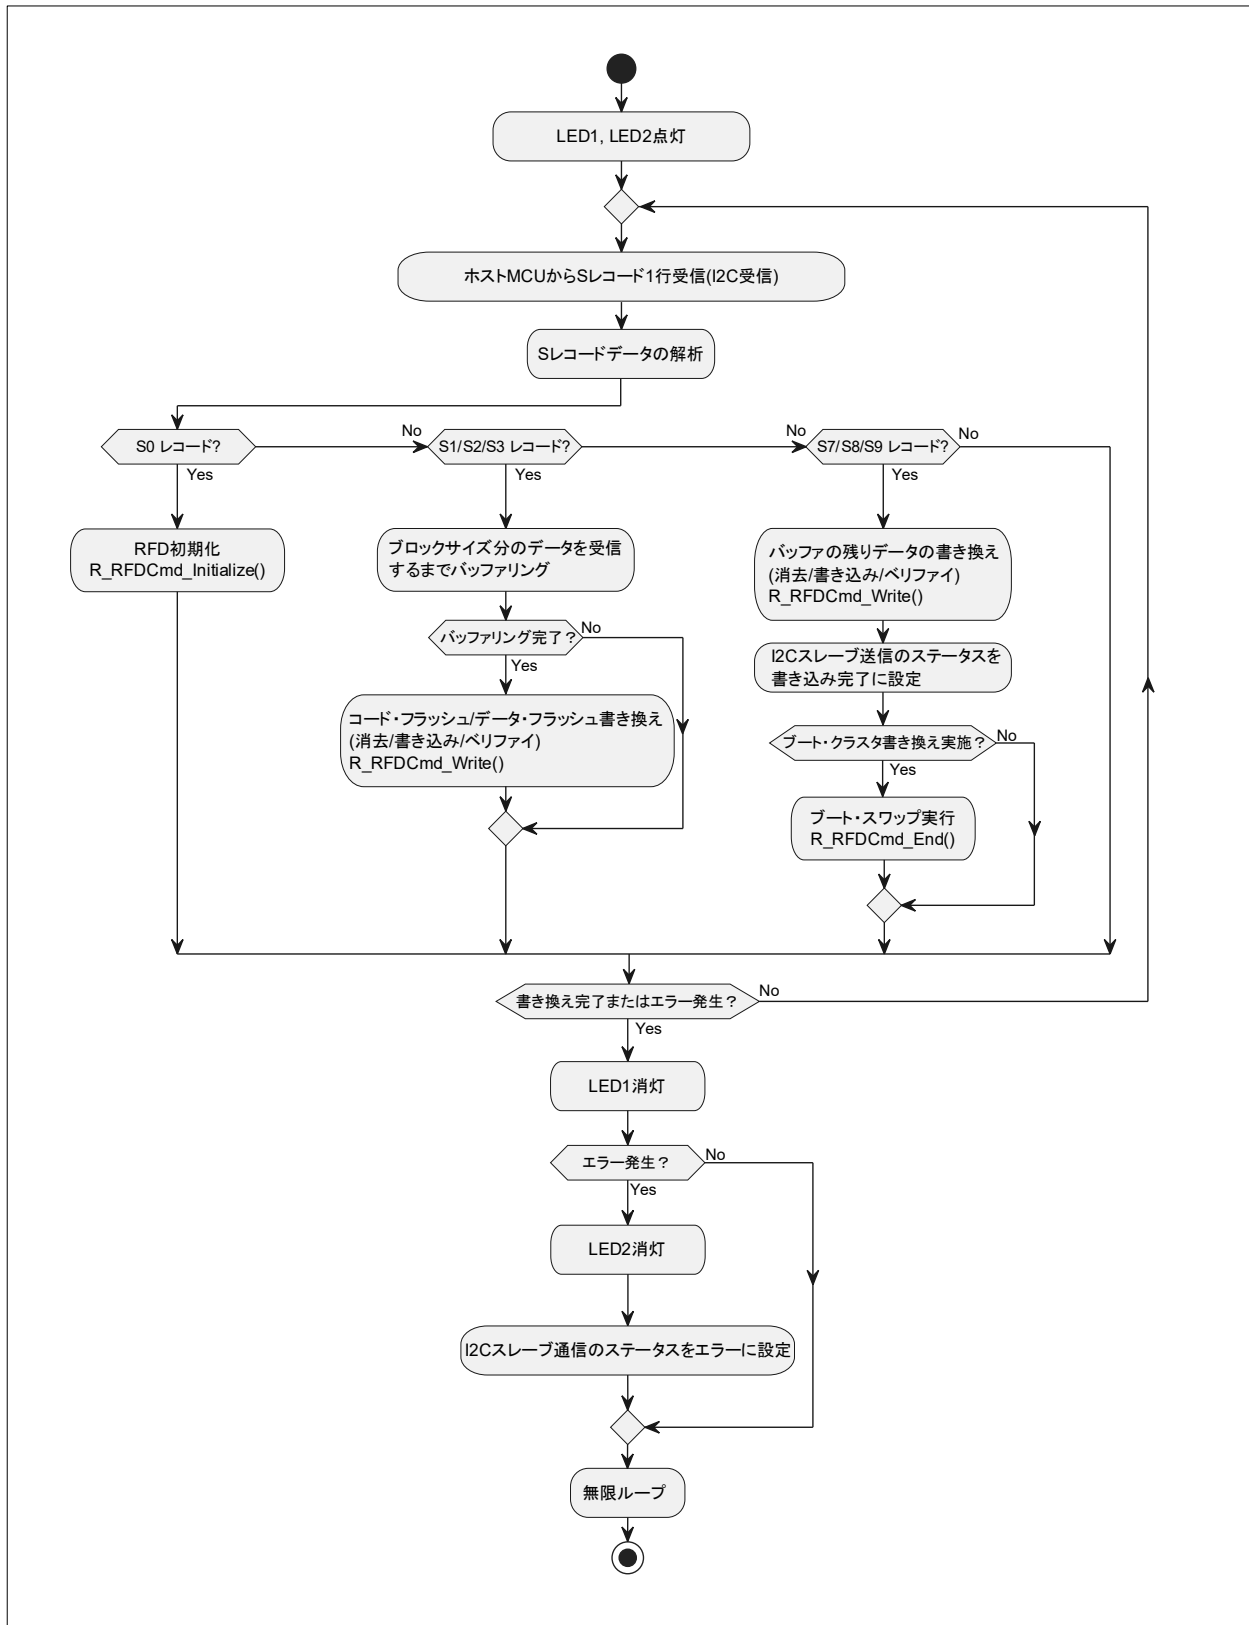 LED1, LED2点灯
ホストMCUからSレコード1行受信(I2C受信)
Sレコードデータの解析
S0 レコード?
No
S1/S2/S3 レコード?
No
S7/S8/S9 レコード?
No
Yes
Yes
Yes
RFD初期化
R_RFDCmd_Initialize()
ブロックサイズ分のデータを受信
するまでバッファリング
バッファリング完了？
No
Yes
コード・フラッシュ/データ・フラッシュ書き換え
(消去/書き込み/ベリファイ)
R_RFDCmd_Write()
バッファの残りデータの書き換え
(消去/書き込み/ベリファイ)
R_RFDCmd_Write()
I2Cスレーブ送信のステータスを
書き込み完了に設定
ブート・クラスタ書き換え実施？
No
Yes
ブート・スワップ実行
R_RFDCmd_End()
書き換え完了またはエラー発生？
No
Yes
LED1消灯
エラー発生？
No
Yes
LED2消灯
I2Cスレーブ通信のステータスをエラーに設定
無限ループ